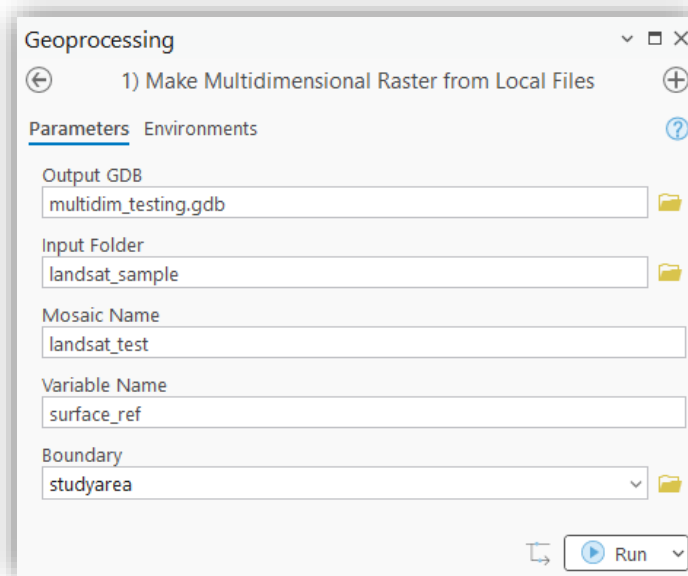 Geoprocessing
1) Make Multidimensional Raster from Local Files
Parameters Environments
Output GDB
multidim_testing.gdb
Input Folder
landsat_sample
Mosaic Name
landsat_test
Variable Name
surface_ref
Boundary
studyarea
Run